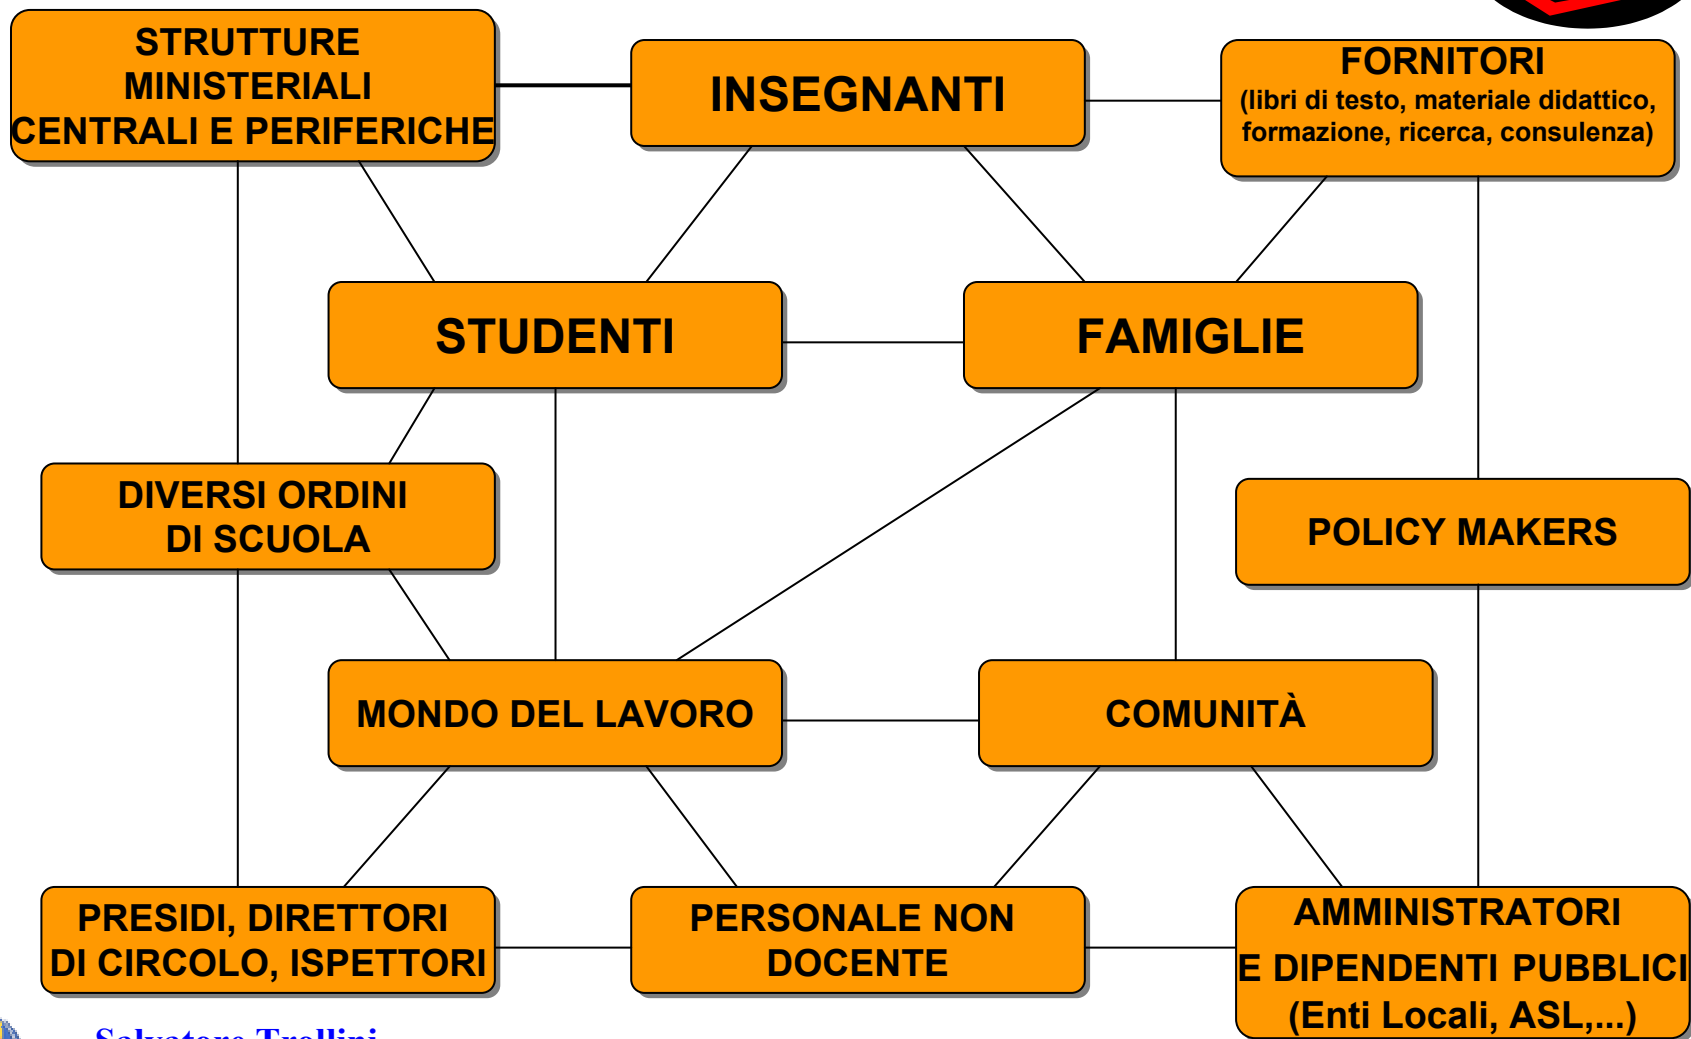 STRUTTURE
MINISTERIALI
CENTRALI E PERIFERICHE
INSEGNANTI
FORNITORI
(libri di testo, materiale didattico,
formazione, ricerca, consulenza)
STUDENTI
FAMIGLIE
DIVERSI ORDINI
DI SCUOLA
POLICY MAKERS
MONDO DEL LAVORO
COMUNITÀ
PRESIDI, DIRETTORI
DI CIRCOLO, ISPETTORI
PERSONALE NON
DOCENTE
AMMINISTRATORI
E DIPENDENTI PUBBLICI
(Enti Locali, ASL,...)
Salvatore Trollini